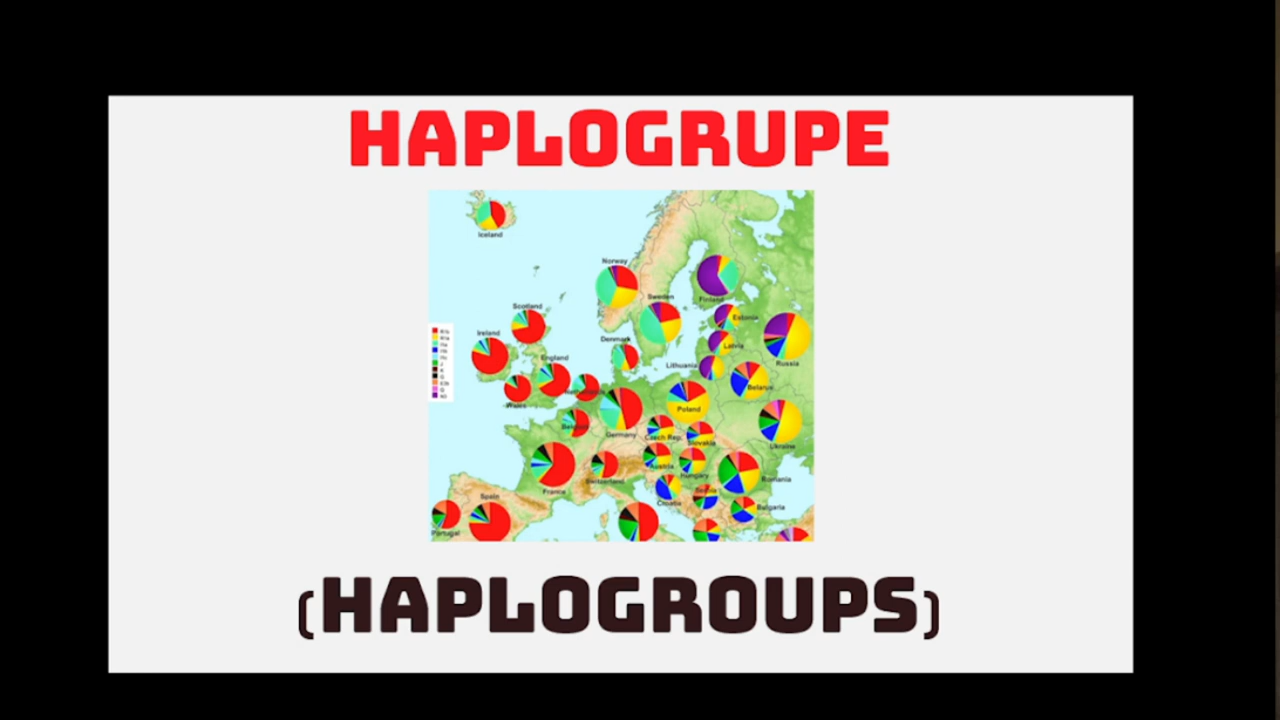 HAPLOGRUPE
Iceland
Norway
Sweden
Finland
Scotland
Estonia
Ireland
Denmark
Latvia
Russia
England
Lithuania
Belarus
Wales
Poland
Germany
Ukraine
Czech Rep.
Slovakia
Austria
Hungary
Switzerland
Romania
France
Spain
Croatia
Bulgaria
Portugal
(HAPLOGROUPS)